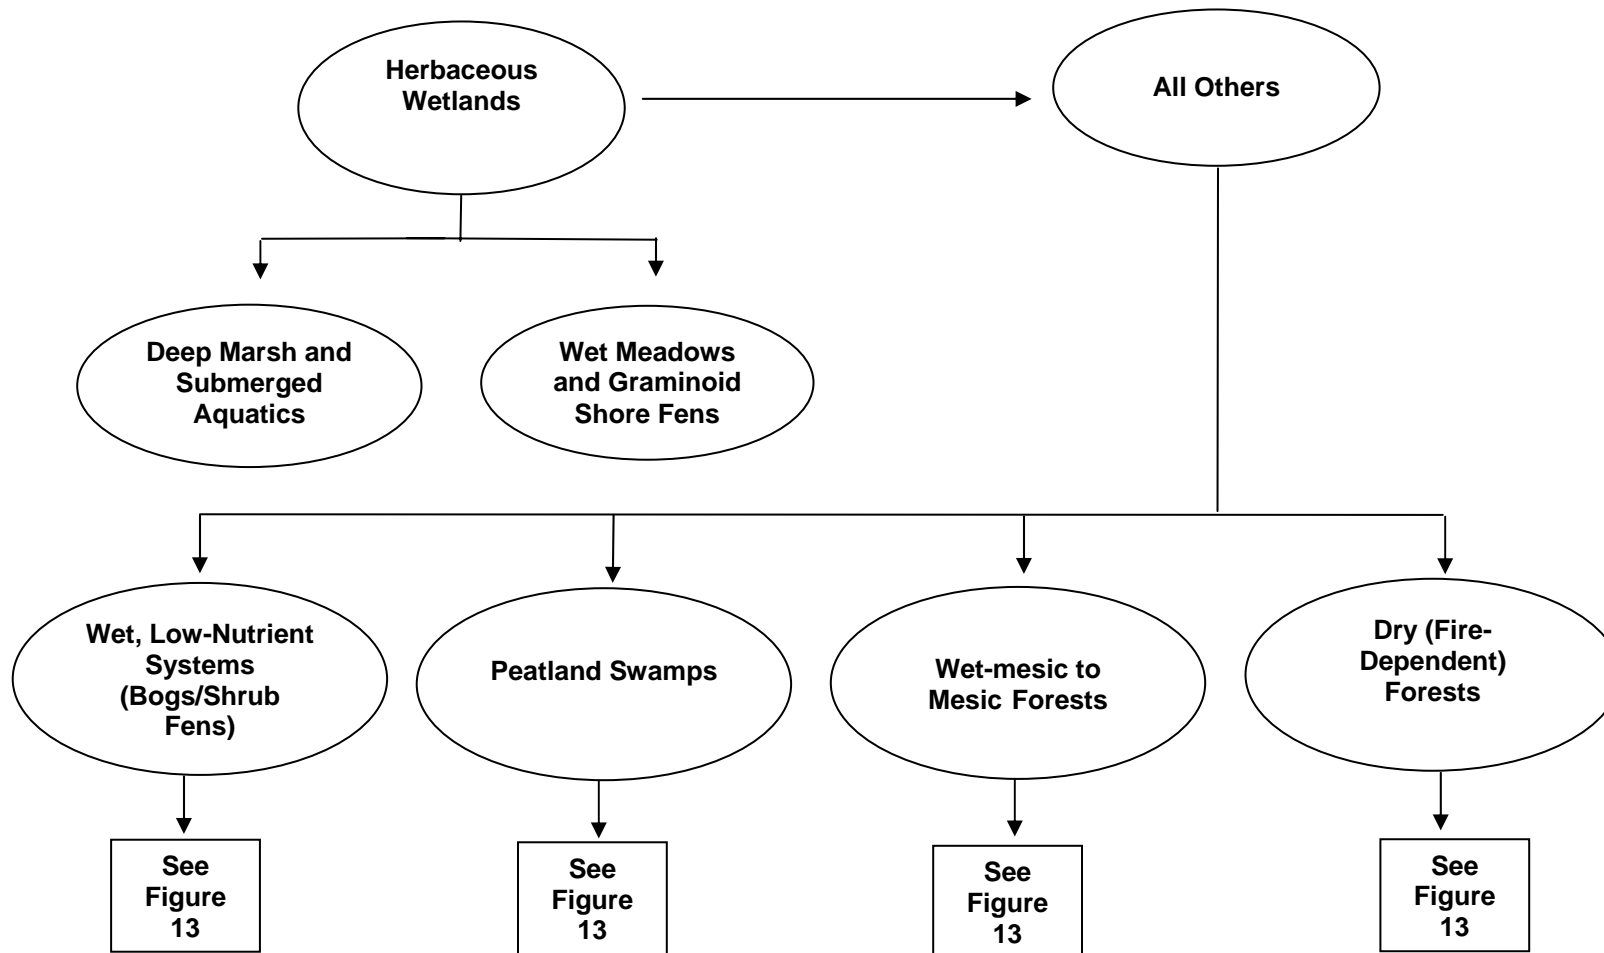 Herbaceous
Wetlands
All Others
Deep Marsh and
Submerged
Aquatics
Wet Meadows
and Graminoid
Shore Fens
Wet, Low-Nutrient
Systems
(Bogs/Shrub
Fens)
Peatland Swamps
Wet-mesic to
Mesic Forests
Dry (Fire-
Dependent)
Forests
See
Figure
13
See
Figure
13
See
Figure
13
See
Figure
13